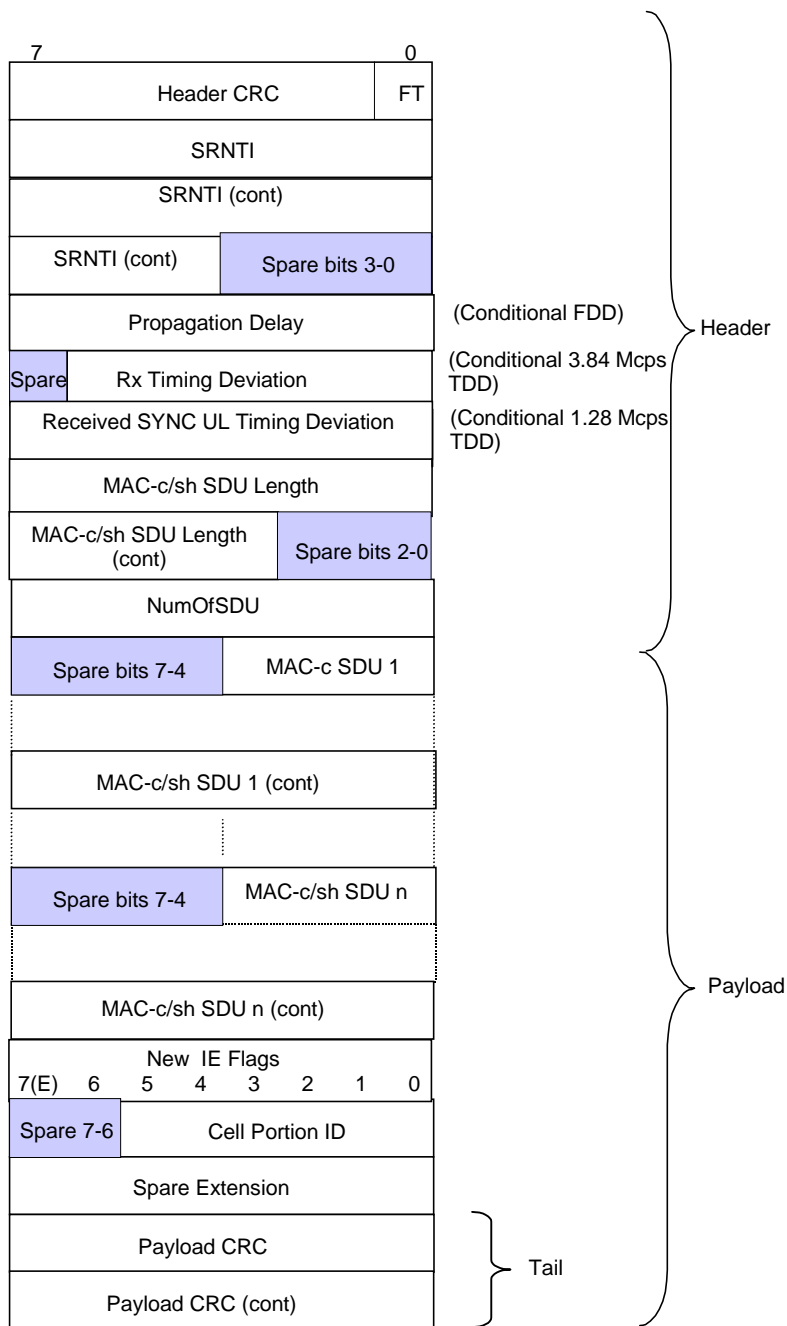 7 0
Header CRC FT
SRNTI
SRNTI (cont)
SRNTI (cont) Spare bits 3-0
Propagation Delay (Conditional FDD)
Header
Spare Rx Timing Deviation (Conditional 3.84 Mcps
TDD)
Received SYNC UL Timing Deviation (Conditional 1.28 Mcps
TDD)
MAC-c/sh SDU Length
MAC-c/sh SDU Length
(cont) Spare bits 2-0
NumOfSDU
Spare bits 7-4 MAC-c SDU 1
MAC-c/sh SDU 1 (cont)
Spare bits 7-4 MAC-c/sh SDU n
Payload
MAC-c/sh SDU n (cont)
New IE Flags
7(E) 6 5 4 3 2 1 0
Spare 7-6 Cell Portion ID
Spare Extension
Payload CRC
Tail
Payload CRC (cont)